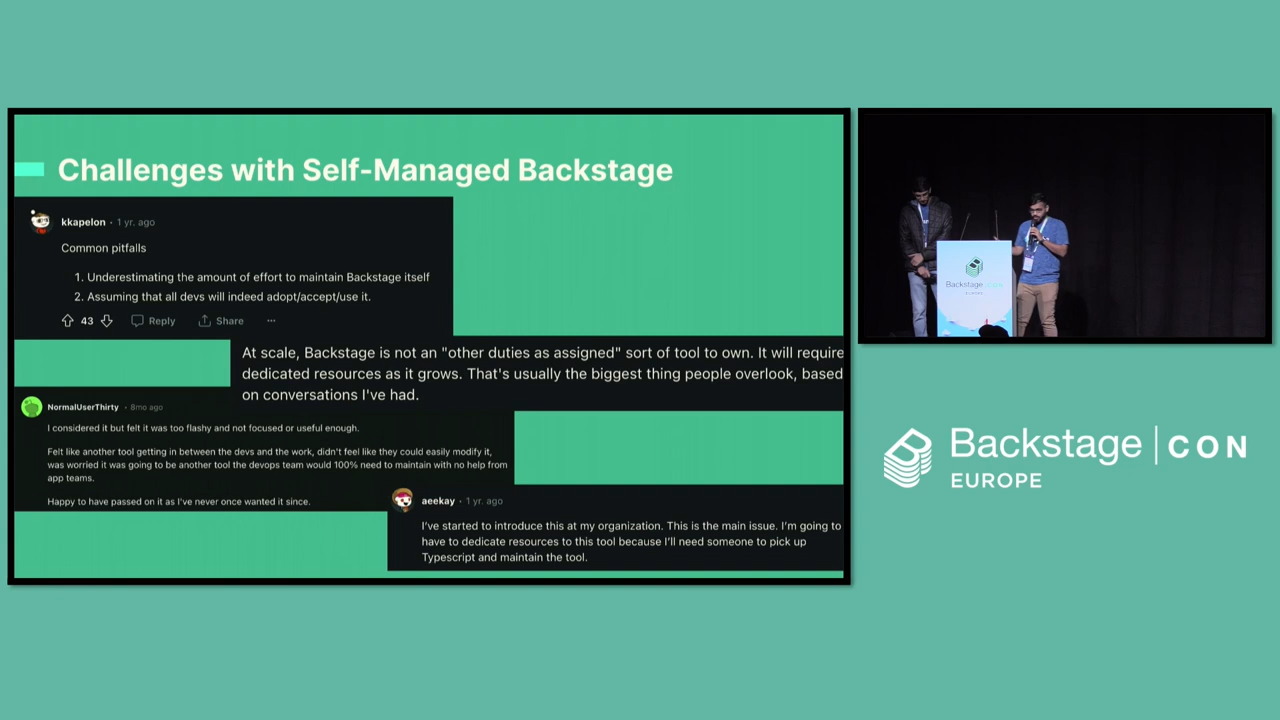 Challenges with Self-Managed Backstage
kkapelon · 1 yr. ago
Common pitfalls
1. Underestimating the amount of effort to maintain Backstage itself
2. Assuming that all devs will indeed adopt/accept/use it.
43 Reply Share ···
At scale, Backstage is not an "other duties as assigned" sort of tool to own. It will require
dedicated resources as it grows. That's usually the biggest thing people overlook, based
on conversations I've had.
NormalUserThirty · 8mo ago
I considered it but felt it was too flashy and not focused or useful enough.
Felt like another tool getting in between the devs and the work, didn't feel like they could easily modify it,
was worried it was going to be another tool the devops team would 100% need to maintain with no help from
app teams.
Happy to have passed on it as I've never once wanted it since.
aeekay · 1 yr. ago
I've started to introduce this at my organization. This is the main issue. I'm going to
have to dedicate resources to this tool because I'll need someone to pick up
Typescript and maintain the tool.
Backstage
Backstage | CON
EUROPE